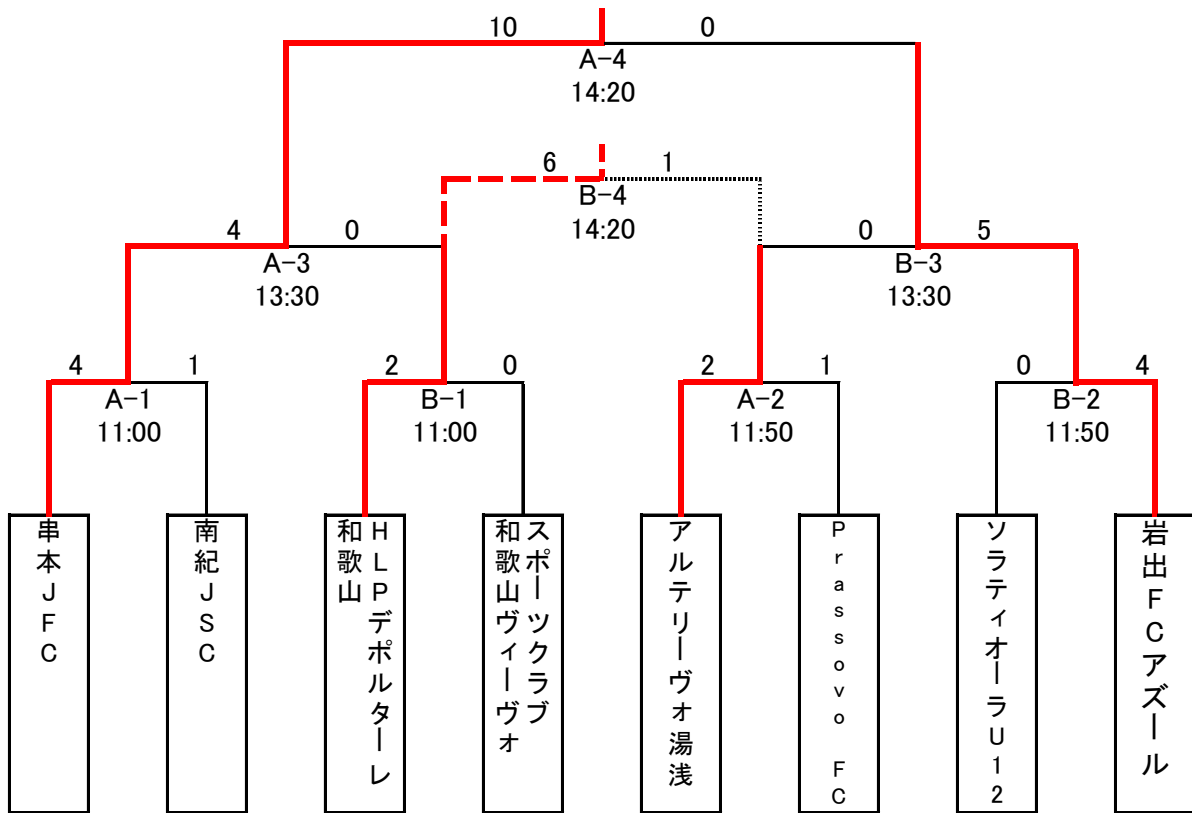 10 0
A-4
14:20
6 1
B-4
14:20
4 0
A-3
13:30
0 5
B-3
13:30
4 1
A-1
11:00
2 0
B-1
11:00
2 1
A-2
11:50
0 4
B-2
11:50
串本JFC
南紀JSC
HLPデポルターレ
和歌山
スポーツクラブ
和歌山ヴィーヴォ
アルテリーヴォ湯浅
Prassovo FC
ソラティオーラU12
岩出FCアズール